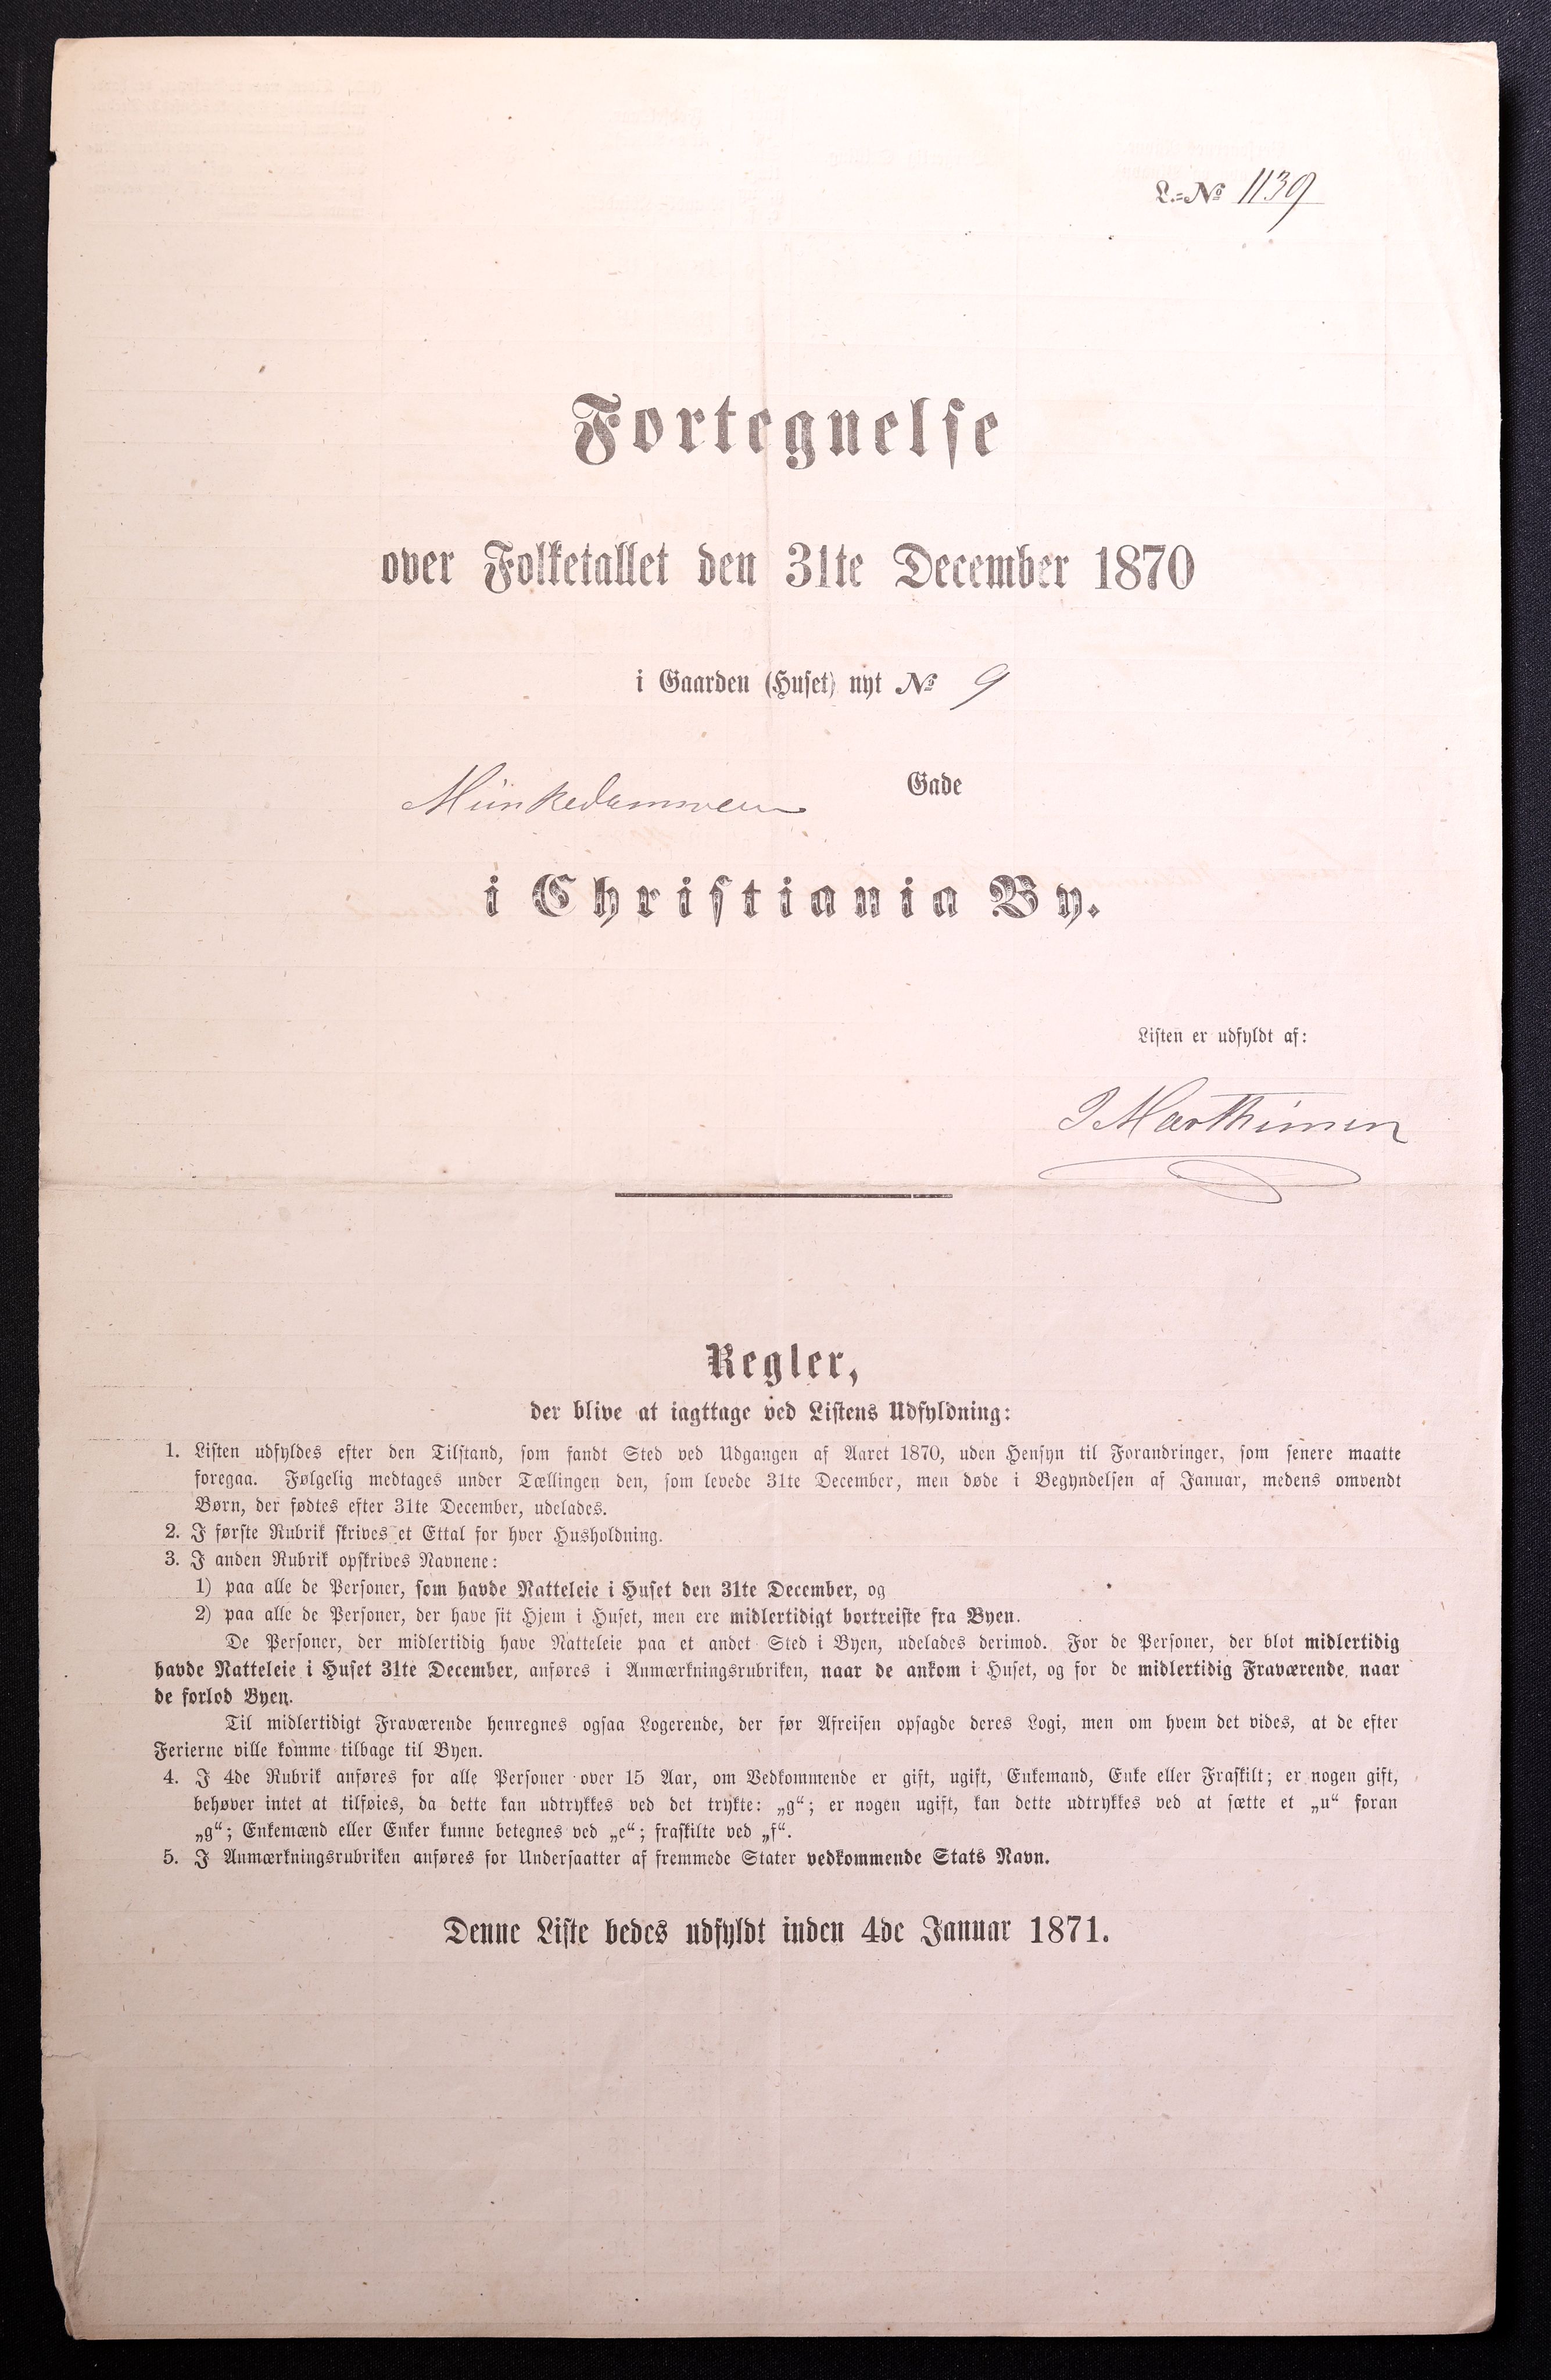 L.=No 1139
Fortegnelse
over Folketallet den 31te December 1870
i Gaarden (Huset) nyt No 9
Munkedamveien Gade
i Christiania By.
Listen er udfyldt af:
Regler,
der blive at iagttage ved Listens Udfyldning:
1. Listen udfyldes efter den Tilstand, som fandt Sted ved Udgangen af Aaret 1870, uden Hensyn til Forandringer, som senere maatte
foregaa. Følgelig medtages under Tællingen den, som levede 31te December, men døde i Begyndelsen af Januar, medens omvendt
Børn, der fødtes efter 31te December, udelades.
2. I første Rubrik skrives et Ettal for hver Husholdning.
3. I anden Rubrik opskrives Navnene:
1) paa alle de Personer, som havde Natteleie i Huset den 31te December, og
2) paa alle de Personer, der have sit Hjem i Huset, men ere midlertidigt bortreiste fra Byen.
De Personer, der midlertidig have Natteleie paa et andet Sted i Byen, udelades derimod. For de Personer, der blot midlertidig
havde Natteleie i Huset 31te December, anføres i Anmærkningsrubriken, naar de ankom i Huset, og for de midlertidig Fraværende, naar
de forlod Byen.
Til midlertidigt Fraværende henregnes ogsaa Logerende, der før Afreisen opsagde deres Logi, men om hvem det vides, at de efter
Ferierne ville komme tilbage til Byen.
4. I 4de Rubrik anføres for alle Personer over 15 Aar, om Vedkommende er gift, ugift, Enkemand, Enke eller Fraskilt; er nogen gift,
behøver intet at tilføies, da dette kan udtrykkes ved det trykte: „g“; er nogen ugift, kan dette udtrykkes ved at sætte et „u“ foran
„g“; Enkemænd eller Enker kunne betegnes ved „e“; fraskilte ved „f“.
5. I Anmærkningsrubriken anføres for Undersaatter af fremmede Stater vedkommende Stats Navn.
Denne Liste bedes udfyldt inden 4de Januar 1871.